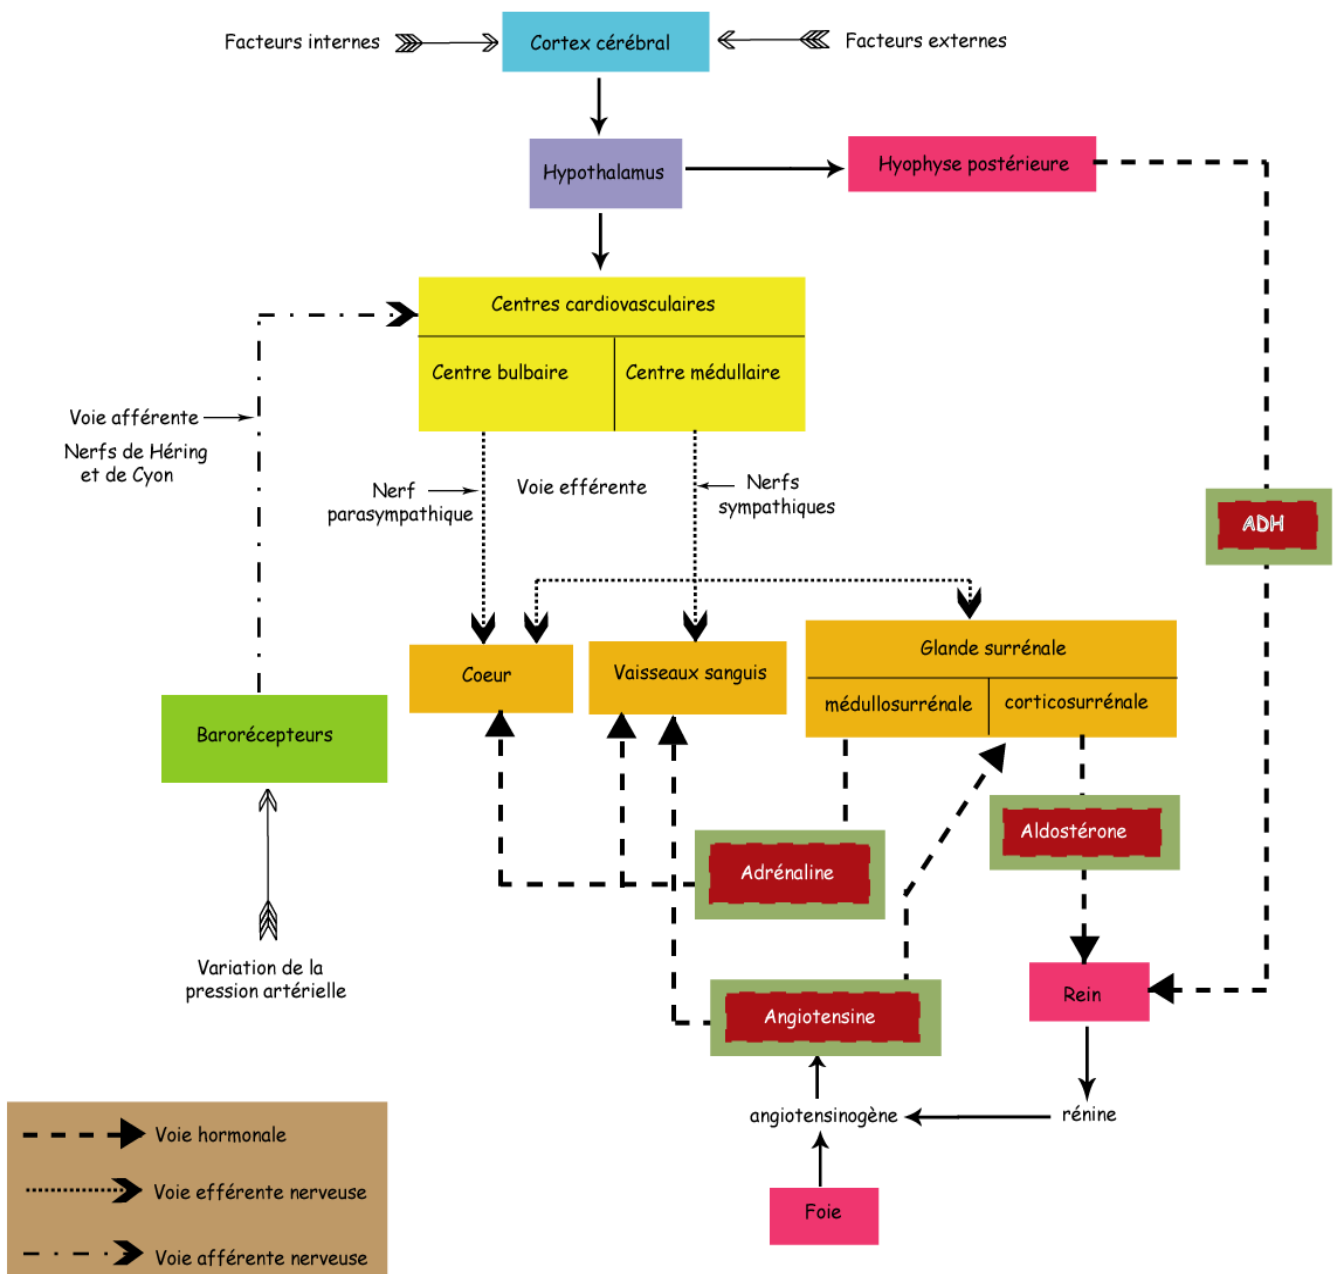 Facteurs internes
Cortex cérébral
Facteurs externes
Hypothalamus
Hyophyse postérieure
Centres cardiovasculaires
Centre bulbaire
Centre médullaire
Voie afférente
Nerfs de Héring
et de Cyon
Nerf
parasympathique
Voie efférente
Nerfs
sympathiques
ADH
Coeur
Vaisseaux sanguis
Glande surrénale
médullosurrénale
corticosurrénale
Barorécepteurs
Adrénaline
Aldostérone
Variation de la
pression artérielle
Angiotensine
Rein
angiotensinogène
rénine
Foie
Voie hormonale
Voie efférente nerveuse
Voie afférente nerveuse